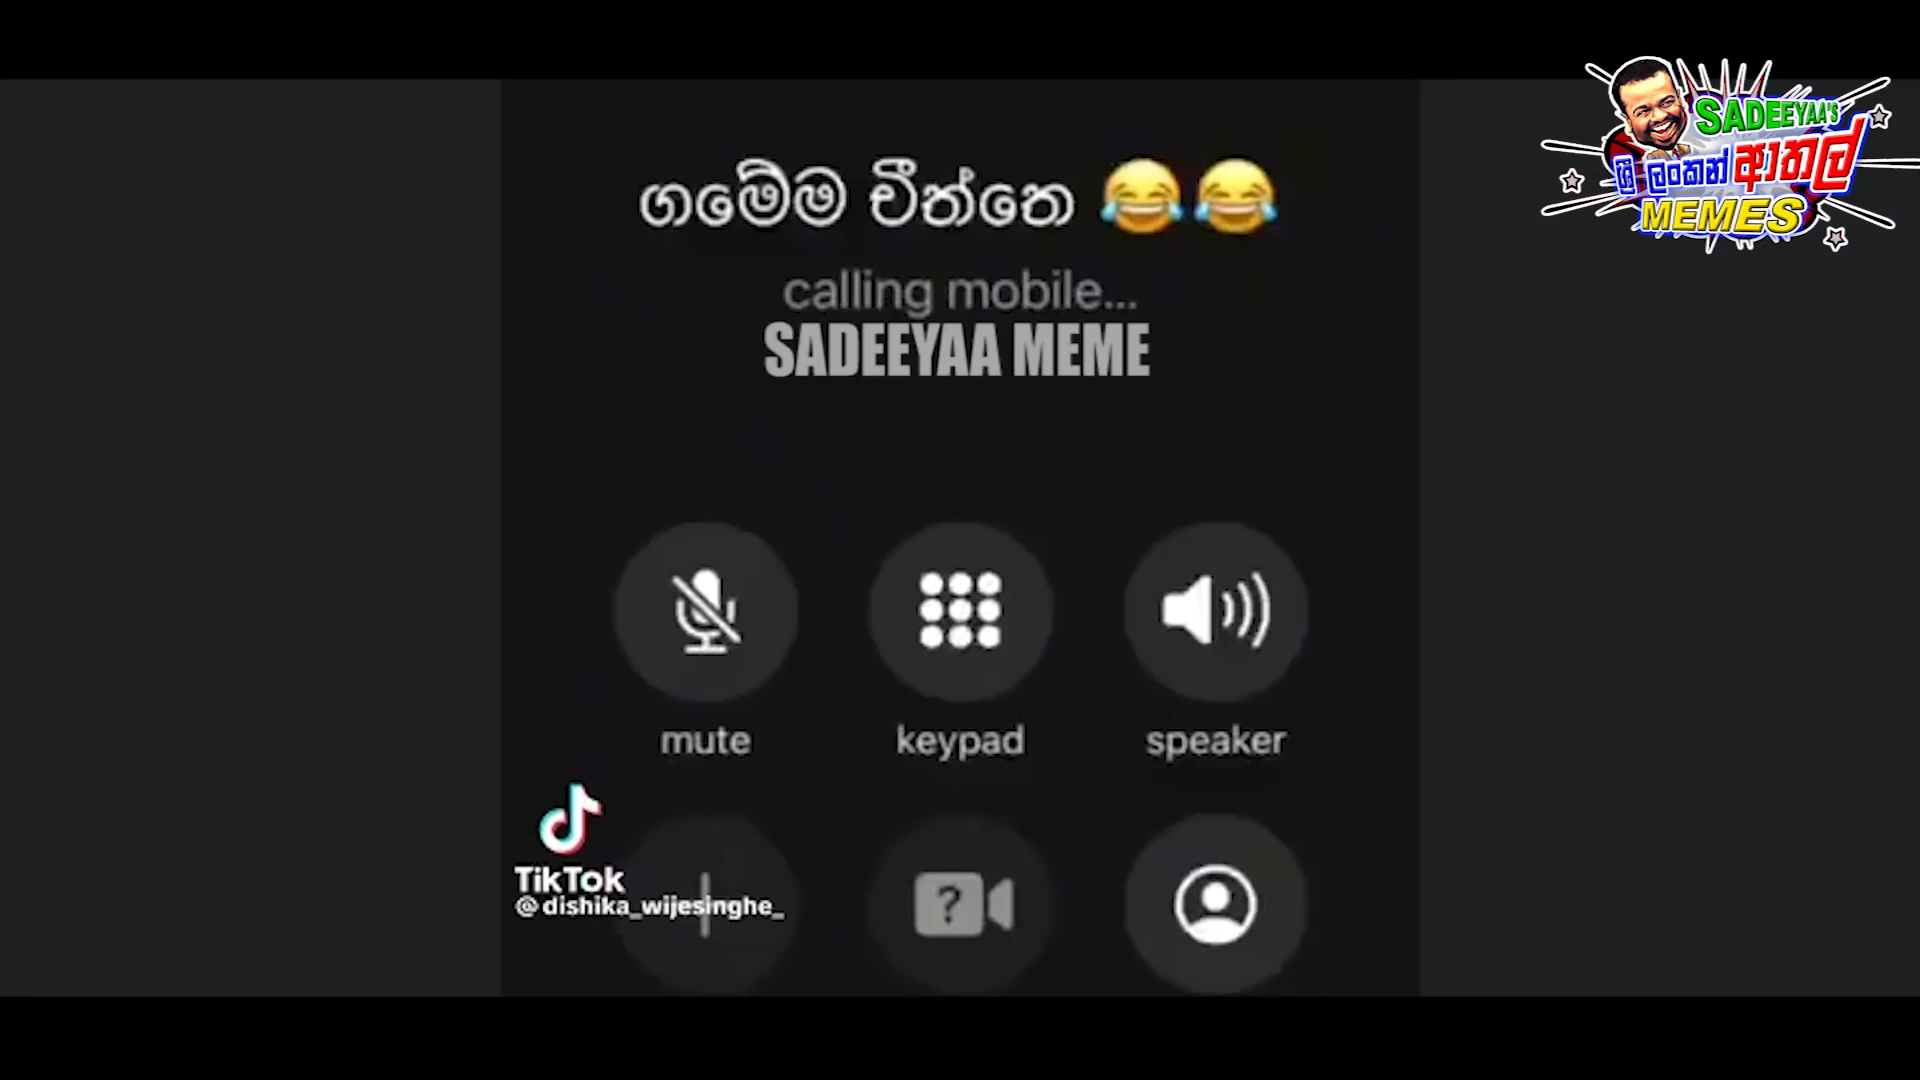 ගමේම චීත්තෙ 😂😂
calling mobile...
SADEEYAA MEME
mute
keypad
speaker
TikTok
@dishika_wijesinghe_
SADEEYAA'S
ශ්‍රී ලංකන් ආතල්
MEMES